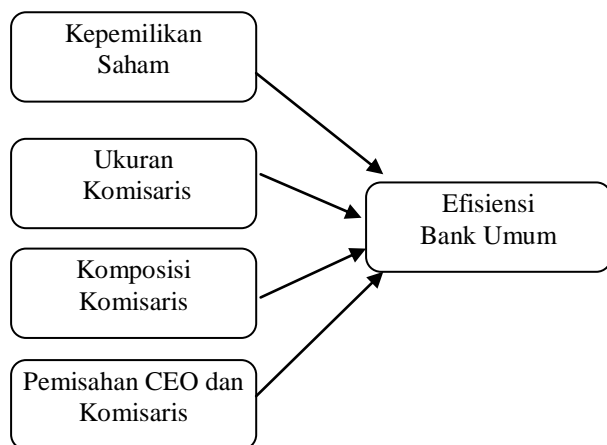 Kepemilikan
Saham
Ukuran
Komisaris
Komposisi
Komisaris
Pemisahan CEO dan
Komisaris
Efisiensi
Bank Umum